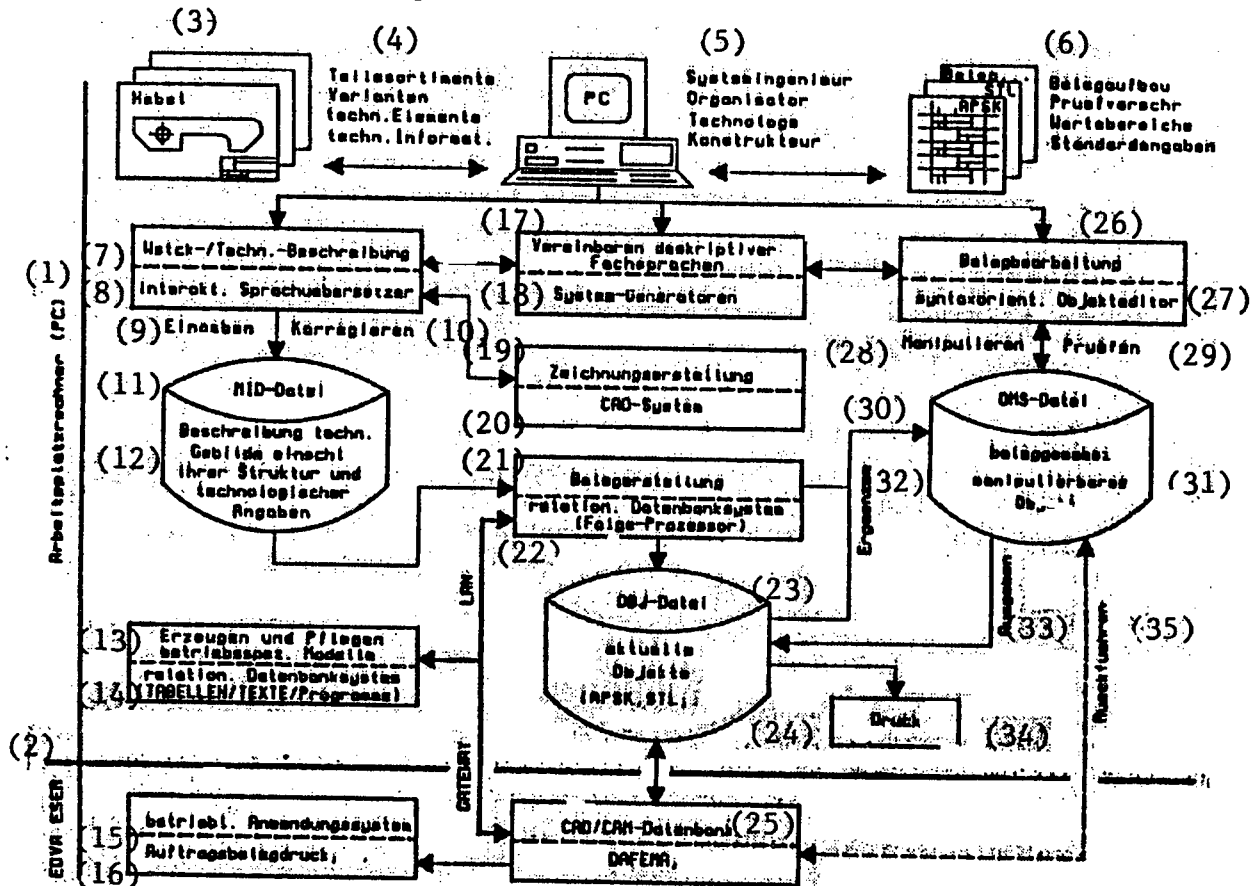 (3)
(4)
(5)
(6)
Hebel
Teilesortimente
Varianten
techn.Elemente
techn.Informat.
PC
Systemingenieur
Organisator
Technologe
Konstrukteur
Beleg
STL
APSK
Belegaufbau
Pruefvorschr
Wertebereiche
Standardangaben
(1)
Arbeitsplatzrechner (PC)
(7)
Wstck-/Techn.-Beschreibung
(8)
interakt. Sprachuebersetzer
(17)
Vereinbaren deskriptiver
Fachsprachen
(18)
System-Generatoren
(26)
Belegbearbeitung
syntaxorient. Objekteditor
(27)
(9)
Eingeben
Korrigieren
(10)
(28)
Manipulieren
Pruefen
(29)
(19)
Zeichnungserstellung
CAD-System
(20)
(11)
MID-Datei
(12)
Beschreibung techn.
Gebilde einschl
ihrer Struktur und
technologischer
Angaben
(21)
Belegerstellung
relation. Datenbanksystem
(Folge-Prozessor)
(22)
(30)
DMS-Datei
belegweise
manipulierbares
(31)
(32)
Ergaenzen
LAN
(23)
OBJ-Datei
aktuelle
Objekte
(APSK,STL,
(24)
Ausgeben
(33)
(35)
Ausfuehren
(13)
Erzeugen und Pflegen
betriebsspez. Modelle
relation. Datenbanksystem
(14)
(TABELLEN/TEXTE/Programme)
Druck
(34)
(2)
EDVA ESER
GATEWAY
betriebl. Anwendungssystem
(15)
Auftragsbelegdruck,
(16)
CAD/CAM-Datenbank
(25)
DAFEMA,